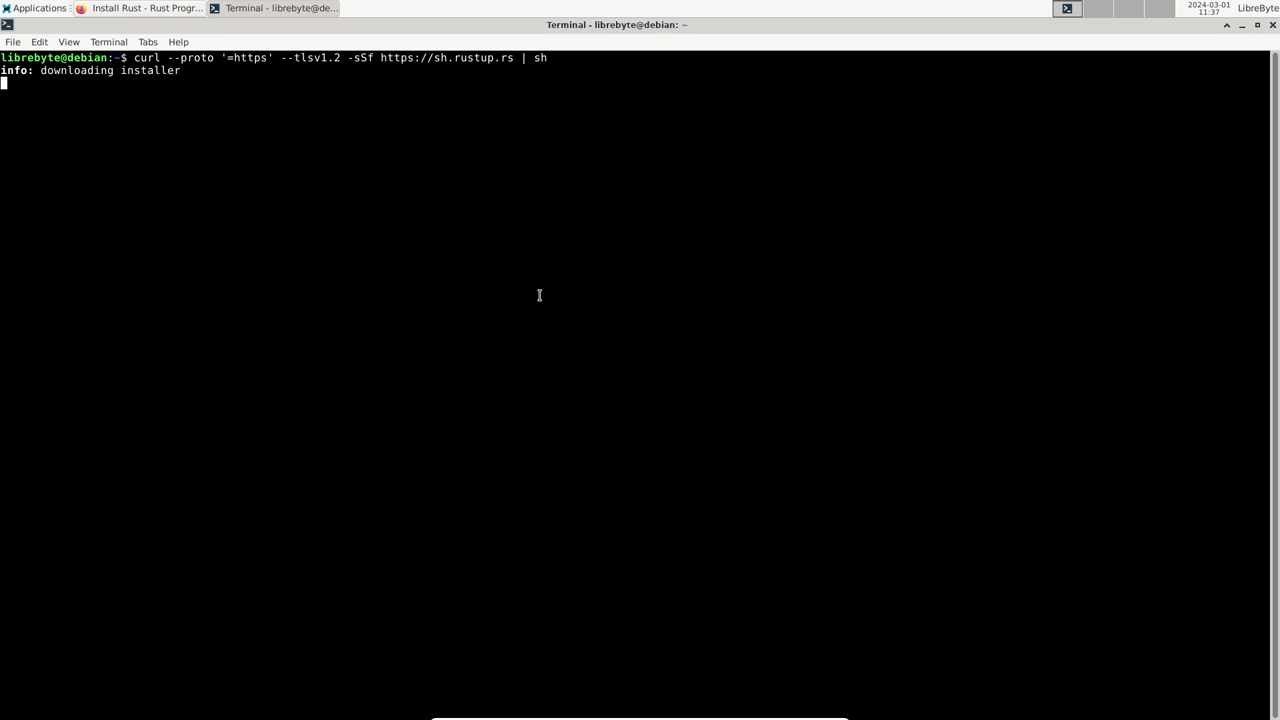 Applications
Install Rust - Rust Progr...
Terminal - librebyte@de...
2024-03-01
11:37
LibreByte
Terminal - librebyte@debian: ~
File Edit View Terminal Tabs Help
librebyte@debian:~$ curl --proto '=https' --tlsv1.2 -sSf https://sh.rustup.rs | sh
info: downloading installer